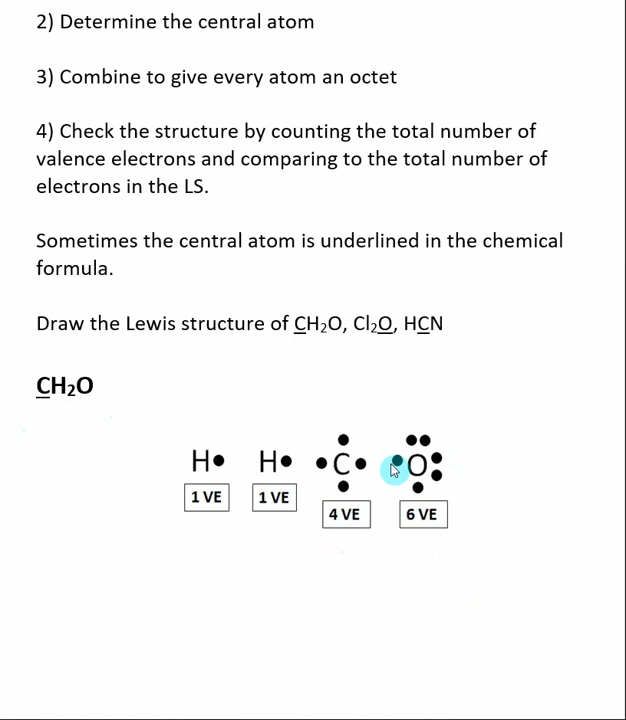 2) Determine the central atom
3) Combine to give every atom an octet
4) Check the structure by counting the total number of
valence electrons and comparing to the total number of
electrons in the LS.
Sometimes the central atom is underlined in the chemical
formula.
Draw the Lewis structure of CH₂O, Cl₂O, HCN
CH₂O
H• H• •C• •O:
1 VE 1 VE 4 VE 6 VE